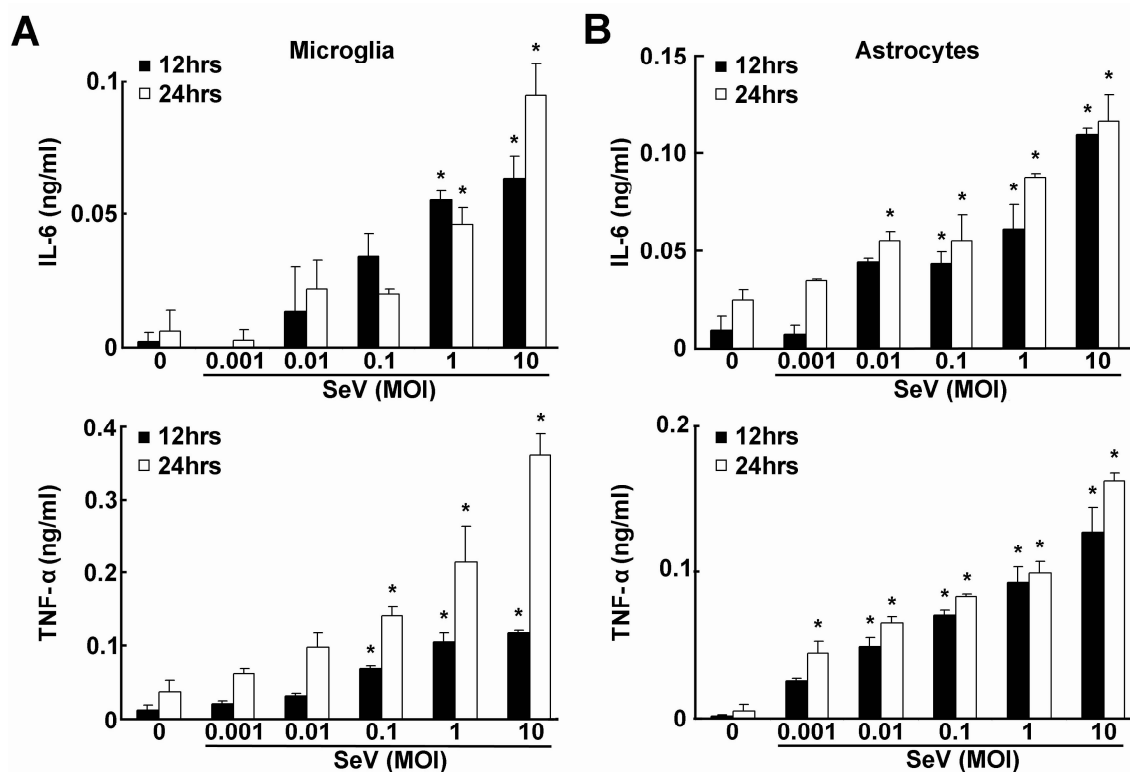 A
Microglia
12hrs
24hrs
*
* *
*
*
0.1
0.05
0
IL-6 (ng/ml)
0 0.001 0.01 0.1 1 10
SeV (MOI)
12hrs
24hrs
*
*
* * * *
0.4
0.3
0.2
0.1
0
TNF-α (ng/ml)
0 0.001 0.01 0.1 1 10
SeV (MOI)
B
Astrocytes
12hrs
24hrs
* *
* *
* * *
0.15
0.10
0.05
0
IL-6 (ng/ml)
0 0.001 0.01 0.1 1 10
SeV (MOI)
12hrs
24hrs
* *
* *
* * * * *
0.2
0.1
0
TNF-α (ng/ml)
0 0.001 0.01 0.1 1 10
SeV (MOI)